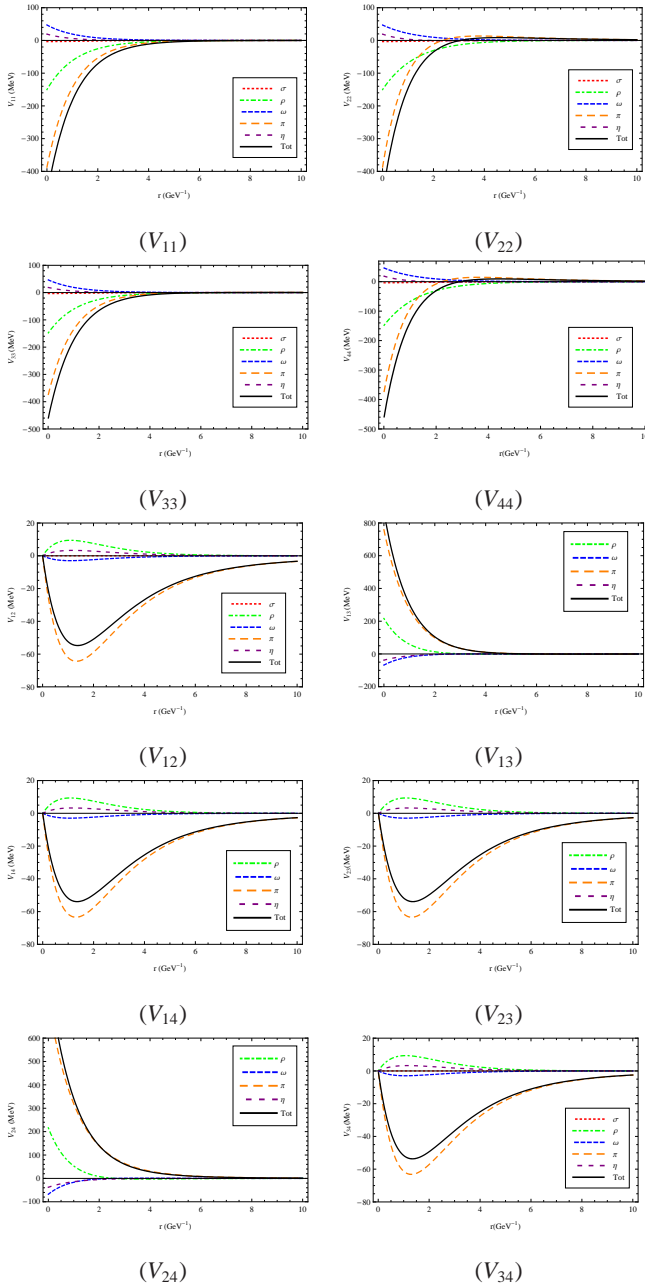 100
0
−100
−200
−300
−400
V11 (MeV)
σ
ρ
ω
π
η
Tot
0 2 4 6 8 10
r (GeV⁻¹)
(V₁₁)
100
0
−100
−200
−300
−400
V22 (MeV)
σ
ρ
ω
π
η
Tot
0 2 4 6 8 10
r (GeV⁻¹)
(V₂₂)
100
0
−100
−200
−300
−400
−500
V33 (MeV)
σ
ρ
ω
π
η
Tot
0 2 4 6 8 10
r (GeV⁻¹)
(V₃₃)
0
−100
−200
−300
−400
−500
V44 (MeV)
σ
ρ
ω
π
η
Tot
0 2 4 6 8 10
r(GeV⁻¹)
(V₄₄)
20
0
−20
−40
−60
−80
V12 (MeV)
σ
ρ
ω
π
η
Tot
0 2 4 6 8 10
r (GeV⁻¹)
(V₁₂)
800
600
400
200
0
200
V13 (MeV)
ρ
ω
π
η
Tot
0 2 4 6 8 10
r (GeV⁻¹)
(V₁₃)
20
0
−20
−40
−60
−80
V14 (MeV)
ρ
ω
π
η
Tot
0 2 4 6 8 10
r (GeV⁻¹)
(V₁₄)
20
0
−20
−40
−60
−80
V23 (MeV)
ρ
ω
π
η
Tot
0 2 4 6 8 10
r (GeV⁻¹)
(V₂₃)
600
500
400
300
200
100
0
−100
V24 (MeV)
ρ
ω
π
η
Tot
0 2 4 6 8 10
r (GeV⁻¹)
(V₂₄)
20
0
−20
−40
−60
−80
V34 (MeV)
σ
ρ
ω
π
η
Tot
0 2 4 6 8 10
r(GeV⁻¹)
(V₃₄)